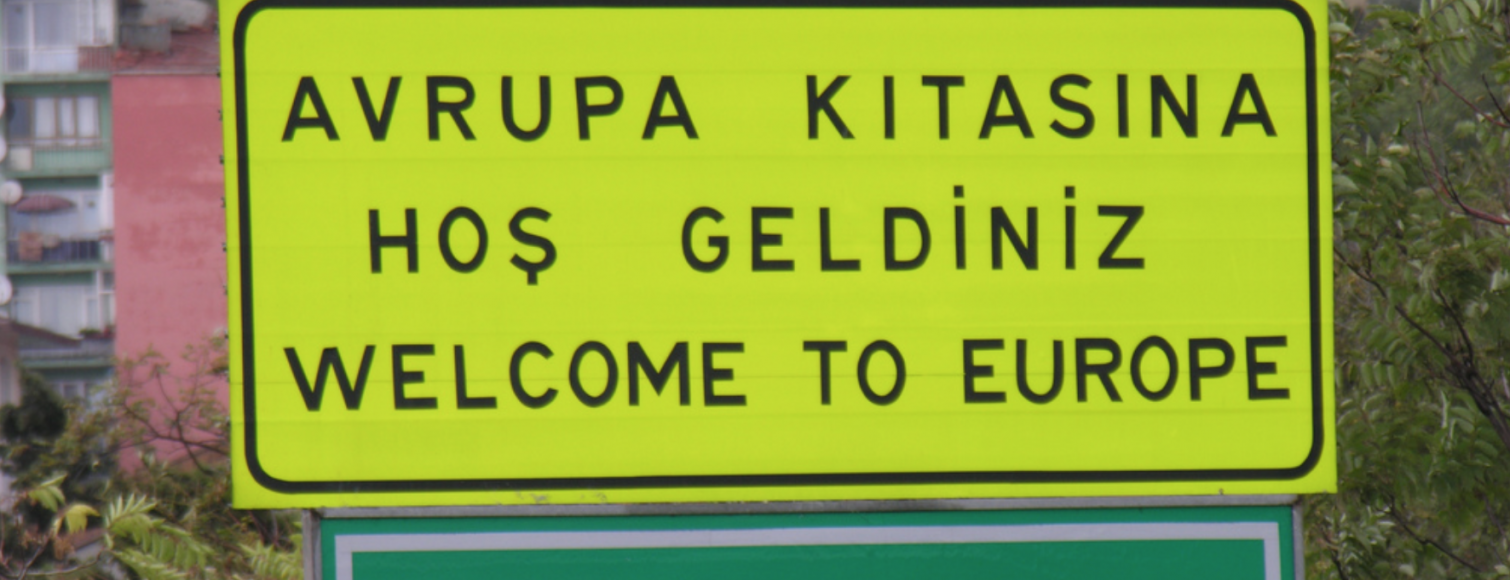 AVRUPA KITASINA
HOŞ GELDİNİZ
WELCOME TO EUROPE